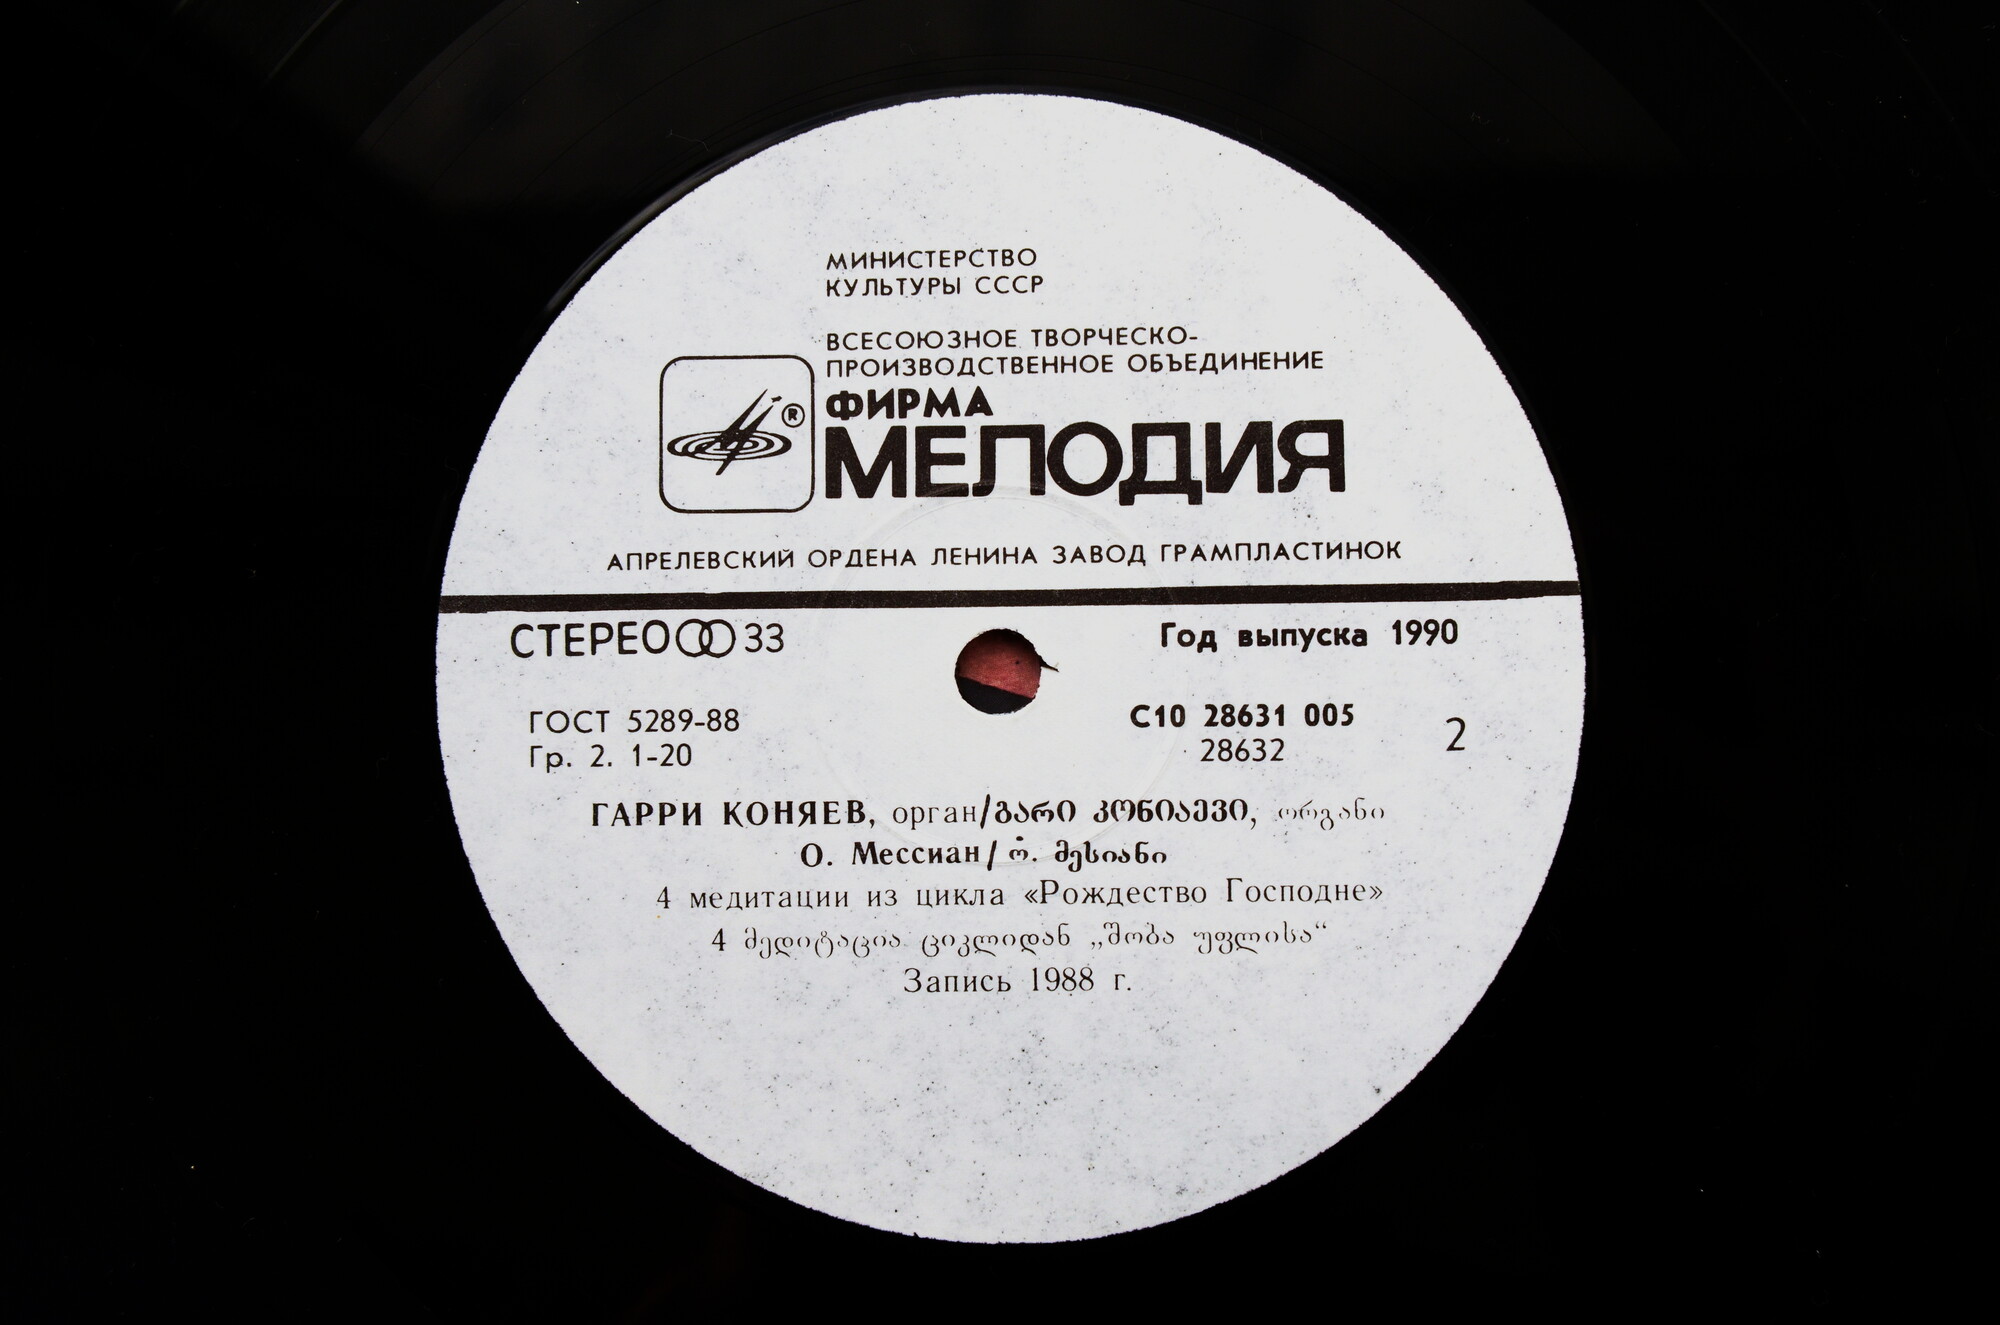 МИНИСТЕРСТВО
КУЛЬТУРЫ СССР
ВСЕСОЮЗНОЕ ТВОРЧЕСКО-
ПРОИЗВОДСТВЕННОЕ ОБЪЕДИНЕНИЕ
®
ФИРМА
МЕЛОДИЯ
АПРЕЛЕВСКИЙ ОРДЕНА ЛЕНИНА ЗАВОД ГРАМПЛАСТИНОК
СТЕРЕО 33
Год выпуска 1990
ГОСТ 5289-88
Гр. 2. 1-20
С10 28631 005
28632
2
ГАРРИ КОНЯЕВ, орган/გარი კონიაევი, ორგანი
О. Мессиан/ო. მესიანი
4 медитации из цикла «Рождество Господне»
4 მედიტაცია ციკლიდან „შობა უფლისა“
Запись 1988 г.